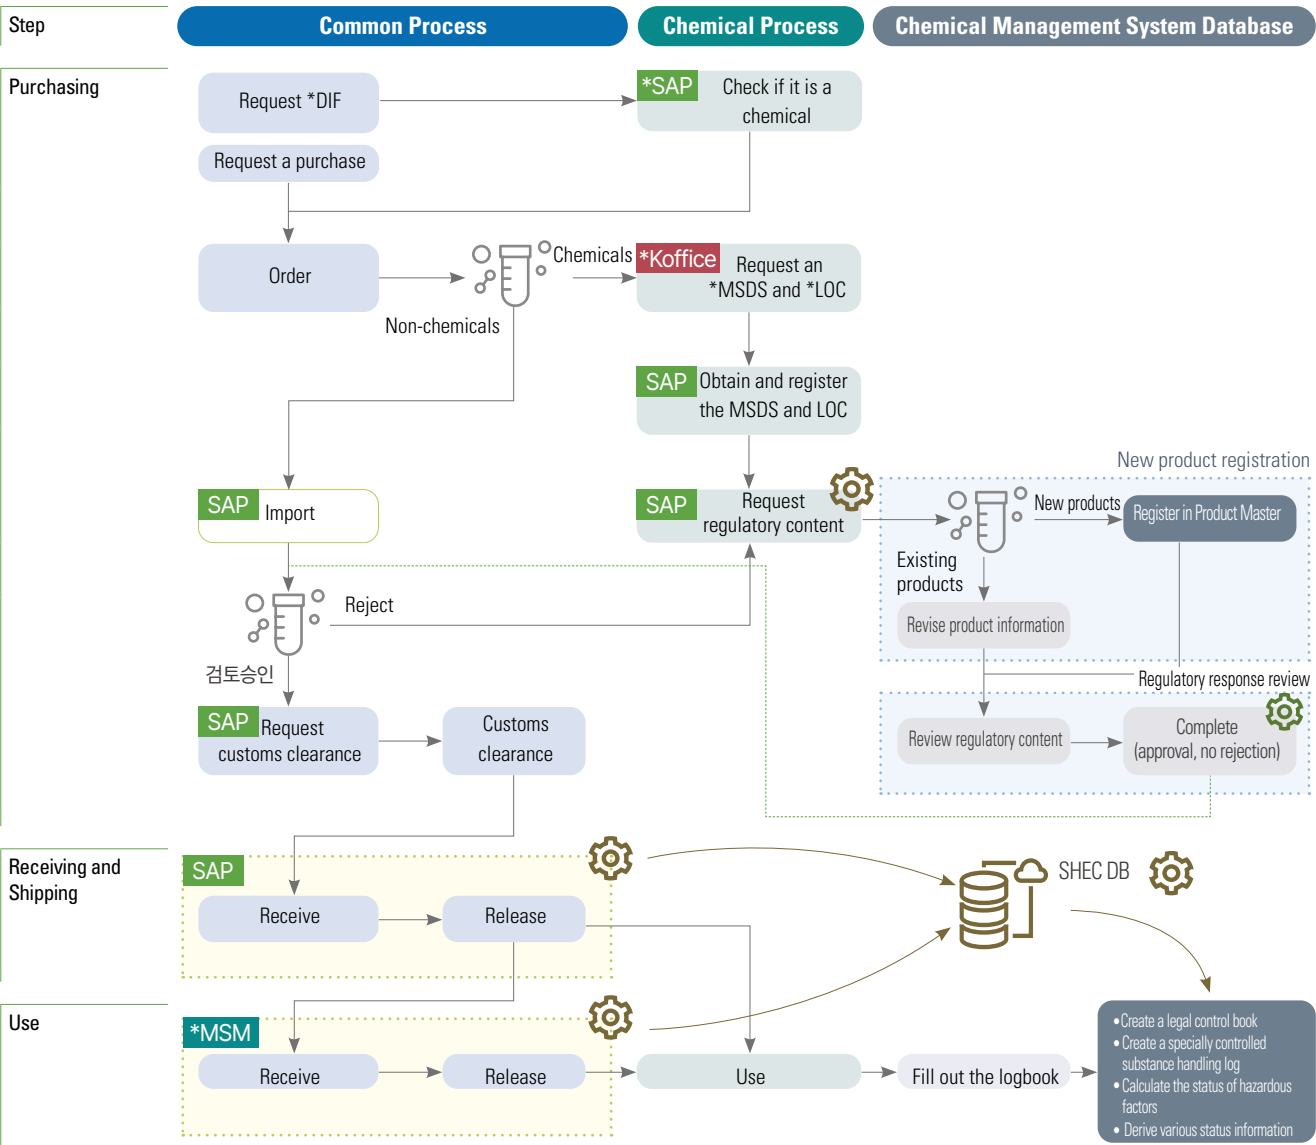 Step
Common Process
Chemical Process
Chemical Management System Database
Purchasing
Request *DIF
*SAP
Check if it is a
chemical
Request a purchase
Order
Chemicals
Non-chemicals
*Koffice
Request an
*MSDS and *LOC
SAP
Obtain and register
the MSDS and LOC
New product registration
SAP
Import
SAP
Request
regulatory content
New products
Register in Product Master
Existing
products
Revise product information
Reject
검토승인
Regulatory response review
SAP
Request
customs clearance
Customs
clearance
Review regulatory content
Complete
(approval, no rejection)
Receiving and
Shipping
SAP
Receive
Release
SHEC DB
Use
*MSM
Receive
Release
Use
Fill out the logbook
• Create a legal control book
• Create a specially controlled
substance handling log
• Calculate the status of hazardous
factors
• Derive various status information